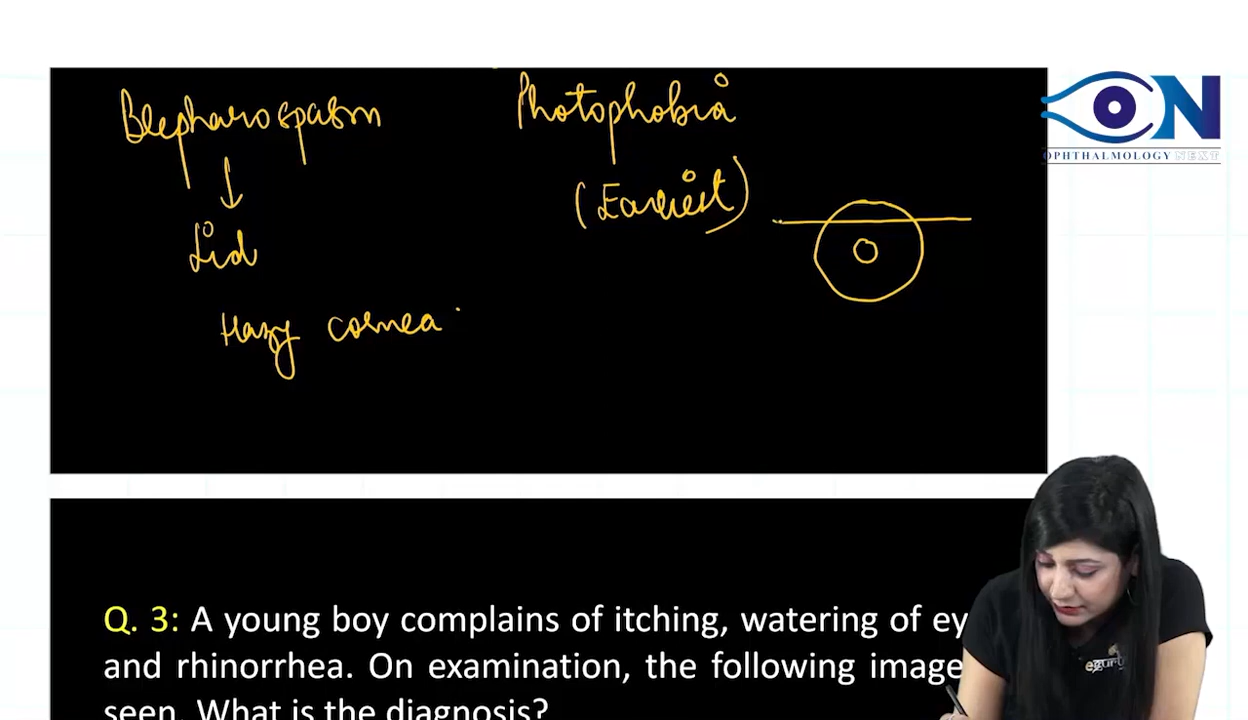 Blepharospasm
Photophobia
(Earliest)
Lid
Hazy cornea
ON
OPHTHALMOLOGY NEXT
Q. 3: A young boy complains of itching, watering of ey
and rhinorrhea. On examination, the following image
seen. What is the diagnosis?